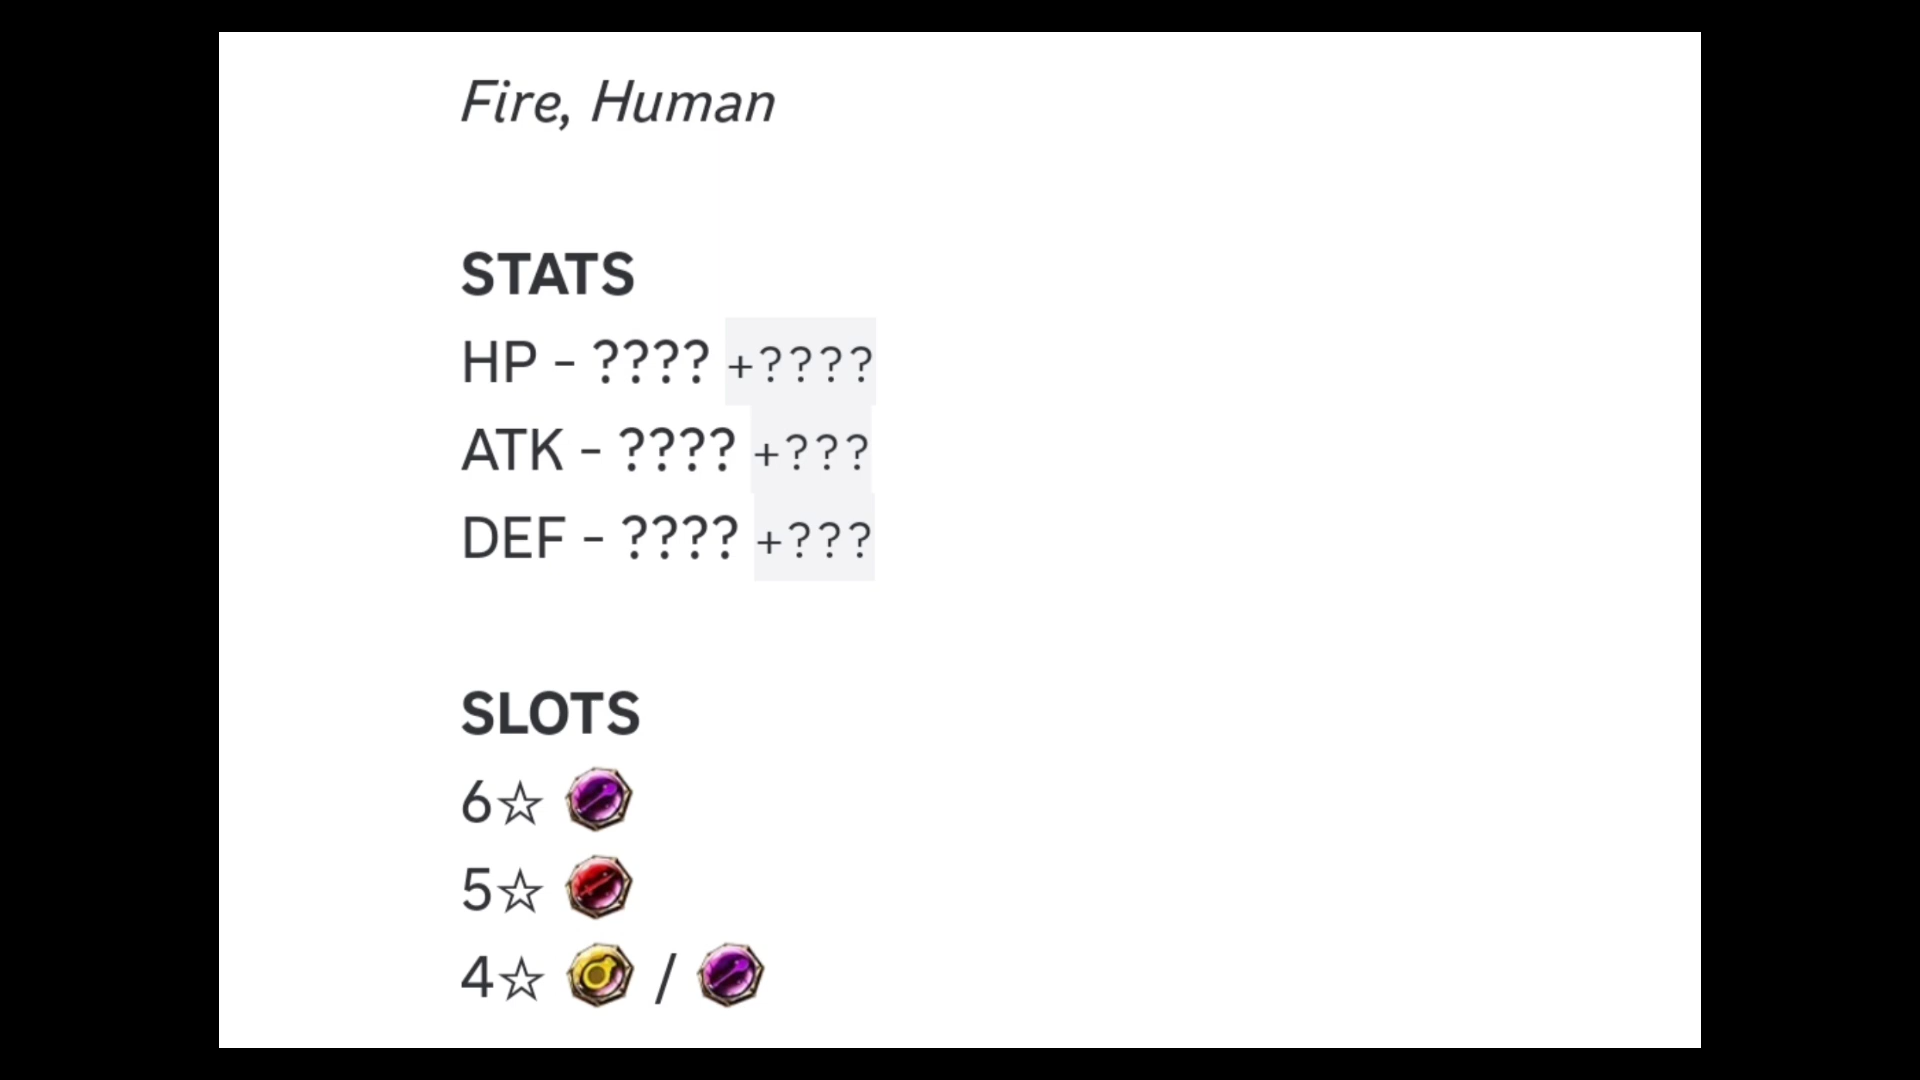 Fire, Human
STATS
HP - ???? +????
ATK - ???? +???
DEF - ???? +???
SLOTS
6☆
5☆
4☆ /